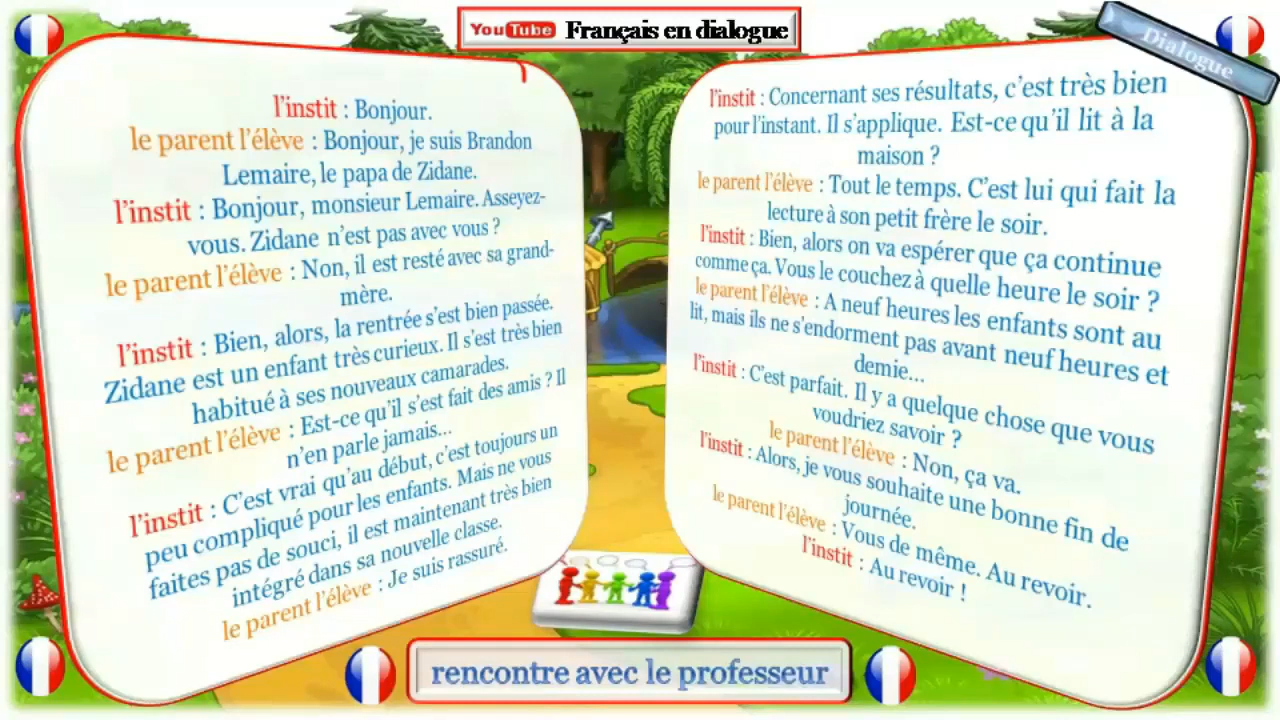 YouTube Français en dialogue
Dialogue
l'instit : Bonjour.
le parent l'élève : Bonjour, je suis Brandon
Lemaire, le papa de Zidane.
l'instit : Bonjour, monsieur Lemaire. Asseyez-
vous. Zidane n'est pas avec vous ?
le parent l'élève : Non, il est resté avec sa grand-
mère.
l'instit : Bien, alors, la rentrée s'est bien passée.
Zidane est un enfant très curieux. Il s'est très bien
habitué à ses nouveaux camarades.
le parent l'élève : Est-ce qu'il s'est fait des amis ? Il
n'en parle jamais...
l'instit : C'est vrai qu'au début, c'est toujours un
peu compliqué pour les enfants. Mais ne vous
faites pas de souci, il est maintenant très bien
intégré dans sa nouvelle classe.
le parent l'élève : Je suis rassuré.
l'instit : Concernant ses résultats, c'est très bien
pour l'instant. Il s'applique. Est-ce qu'il lit à la
maison ?
le parent l'élève : Tout le temps. C'est lui qui fait la
lecture à son petit frère le soir.
l'instit : Bien, alors on va espérer que ça continue
comme ça. Vous le couchez à quelle heure le soir ?
le parent l'élève : A neuf heures les enfants sont au
lit, mais ils ne s'endorment pas avant neuf heures et
demie...
l'instit : C'est parfait. Il y a quelque chose que vous
voudriez savoir ?
le parent l'élève : Non, ça va.
l'instit : Alors, je vous souhaite une bonne fin de
journée.
le parent l'élève : Vous de même. Au revoir.
l'instit : Au revoir !
rencontre avec le professeur